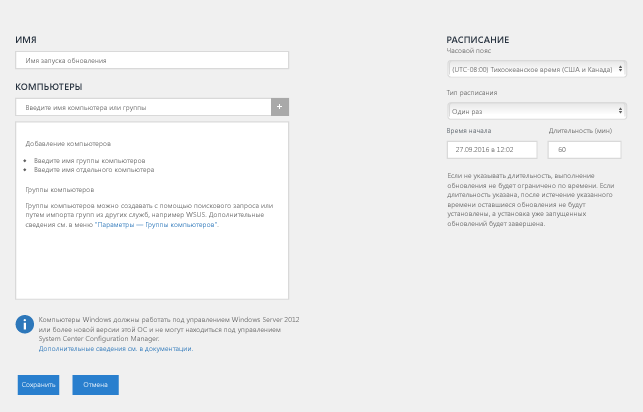 ИМЯ
Имя запуска обновления
КОМПЬЮТЕРЫ
Введите имя компьютера или группы
+
Добавление компьютеров
Введите имя группы компьютеров
Введите имя отдельного компьютера
Группы компьютеров
Группы компьютеров можно создавать с помощью поискового запроса или
путем импорта групп из других служб, например WSUS. Дополнительные
сведения см. в меню "Параметры — Группы компьютеров".
Компьютеры Windows должны работать под управлением Windows Server 2012
или более новой версии этой ОС и не могут находиться под управлением
System Center Configuration Manager.
Дополнительные сведения см. в документации.
Сохранить
Отмена
РАСПИСАНИЕ
Часовой пояс
(UTC-08:00) Тихоокеанское время (США и Канада)
Тип расписания
Один раз
Время начала
Длительность (мин)
27.09.2016 в 12:02
60
Если не указывать длительность, выполнение
обновления не будет ограничено по времени. Если
длительность указана, после истечение указанного
времени оставшиеся обновления не будут
установлены, а установка уже запущенных
обновлений будет завершена.